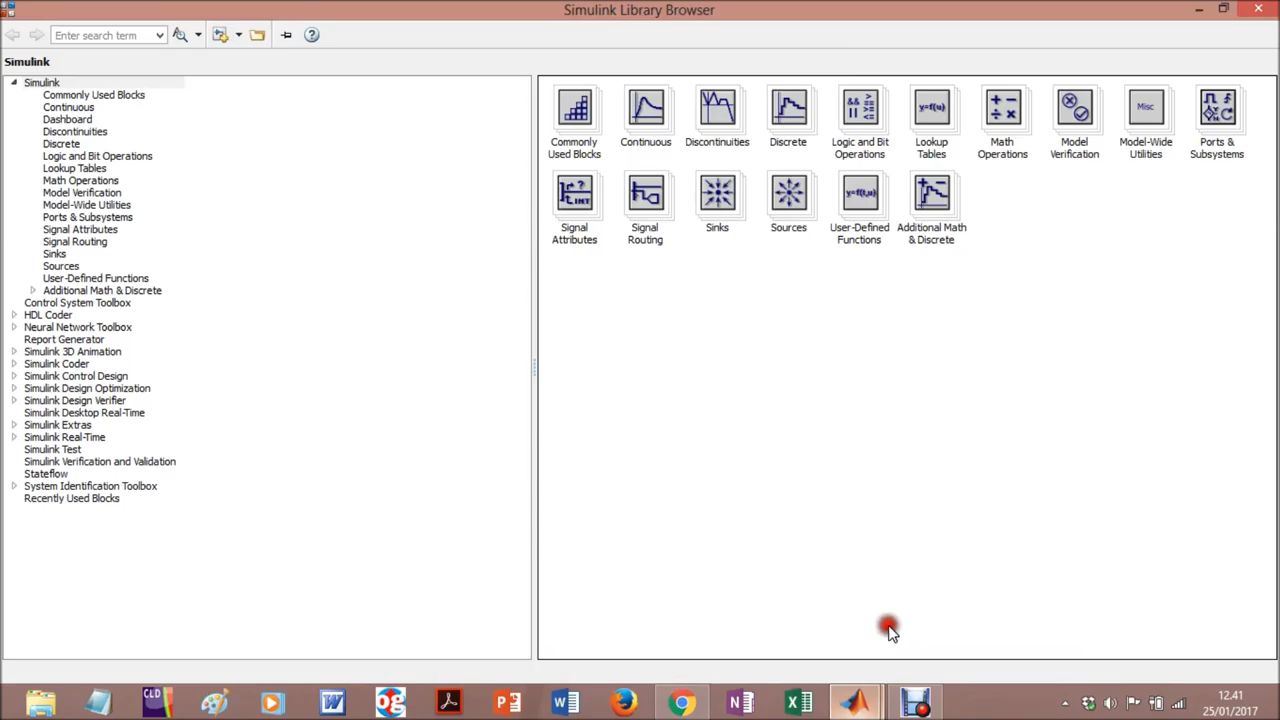 Simulink Library Browser
Enter search term
Simulink
Simulink
Commonly Used Blocks
Continuous
Dashboard
Discontinuities
Discrete
Logic and Bit Operations
Lookup Tables
Math Operations
Model Verification
Model-Wide Utilities
Ports & Subsystems
Signal Attributes
Signal Routing
Sinks
Sources
User-Defined Functions
Additional Math & Discrete
Control System Toolbox
HDL Coder
Neural Network Toolbox
Report Generator
Simulink 3D Animation
Simulink Coder
Simulink Control Design
Simulink Design Optimization
Simulink Design Verifier
Simulink Desktop Real-Time
Simulink Extras
Simulink Real-Time
Simulink Test
Simulink Verification and Validation
Stateflow
System Identification Toolbox
Recently Used Blocks
&& >=
|| <=
y=f(u)
+ −
÷ ×
Misc
Commonly
Used Blocks
Continuous
Discontinuities
Discrete
Logic and Bit
Operations
Lookup
Tables
Math
Operations
Model
Verification
Model-Wide
Utilities
Ports &
Subsystems
?
INT
y=f(t,u)
Signal
Attributes
Signal
Routing
Sinks
Sources
User-Defined
Functions
Additional Math
& Discrete
CLD
W
og
P
W
N
X
12.41
25/01/2017